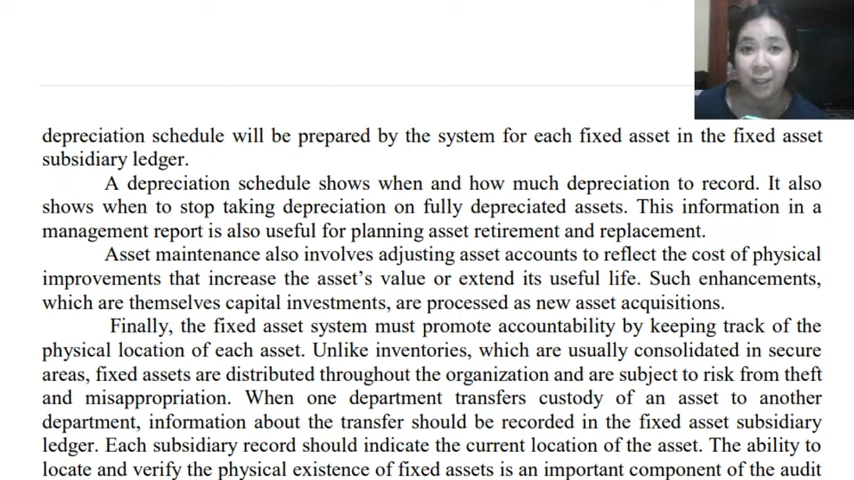 depreciation schedule will be prepared by the system for each fixed asset in the fixed asset
subsidiary ledger.
A depreciation schedule shows when and how much depreciation to record. It also
shows when to stop taking depreciation on fully depreciated assets. This information in a
management report is also useful for planning asset retirement and replacement.
Asset maintenance also involves adjusting asset accounts to reflect the cost of physical
improvements that increase the asset's value or extend its useful life. Such enhancements,
which are themselves capital investments, are processed as new asset acquisitions.
Finally, the fixed asset system must promote accountability by keeping track of the
physical location of each asset. Unlike inventories, which are usually consolidated in secure
areas, fixed assets are distributed throughout the organization and are subject to risk from theft
and misappropriation. When one department transfers custody of an asset to another
department, information about the transfer should be recorded in the fixed asset subsidiary
ledger. Each subsidiary record should indicate the current location of the asset. The ability to
locate and verify the physical existence of fixed assets is an important component of the audit